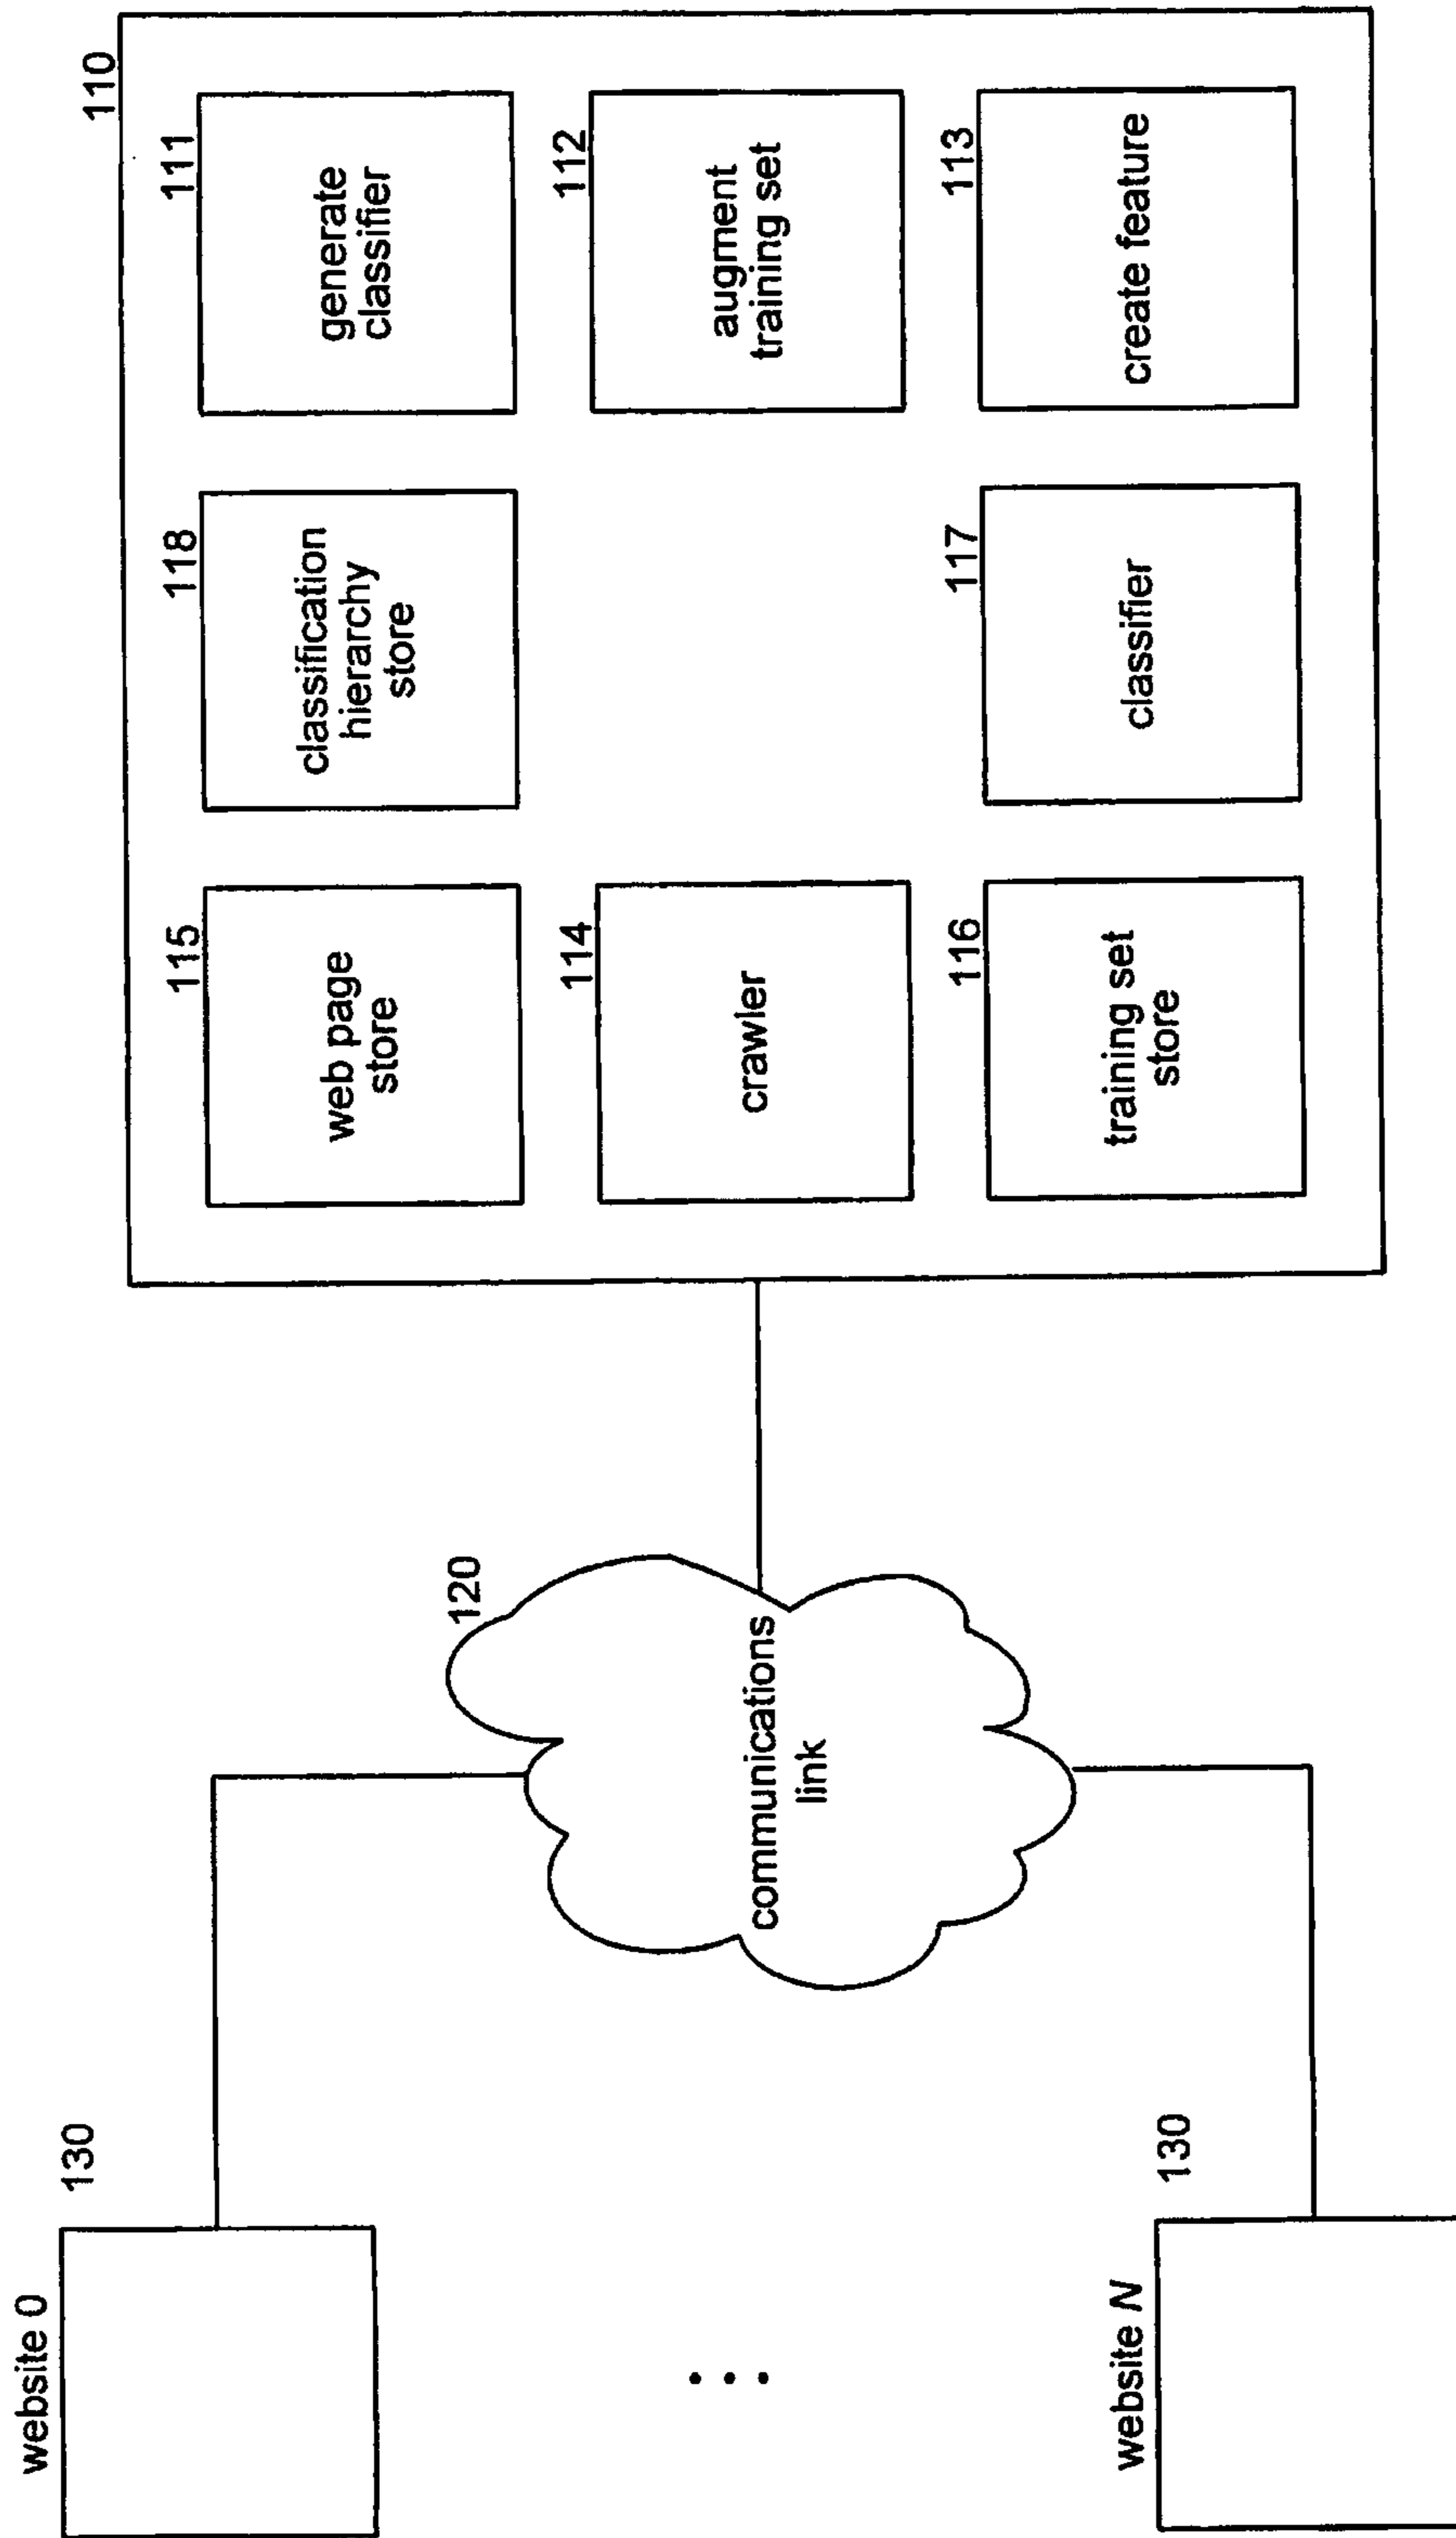 110
115
web page
store
118
classification
hierarchy
store
111
generate
classifier
114
crawler
112
augment
training set
116
training set
store
117
classifier
113
create feature
120
communications
link
website 0
130
...
website N
130